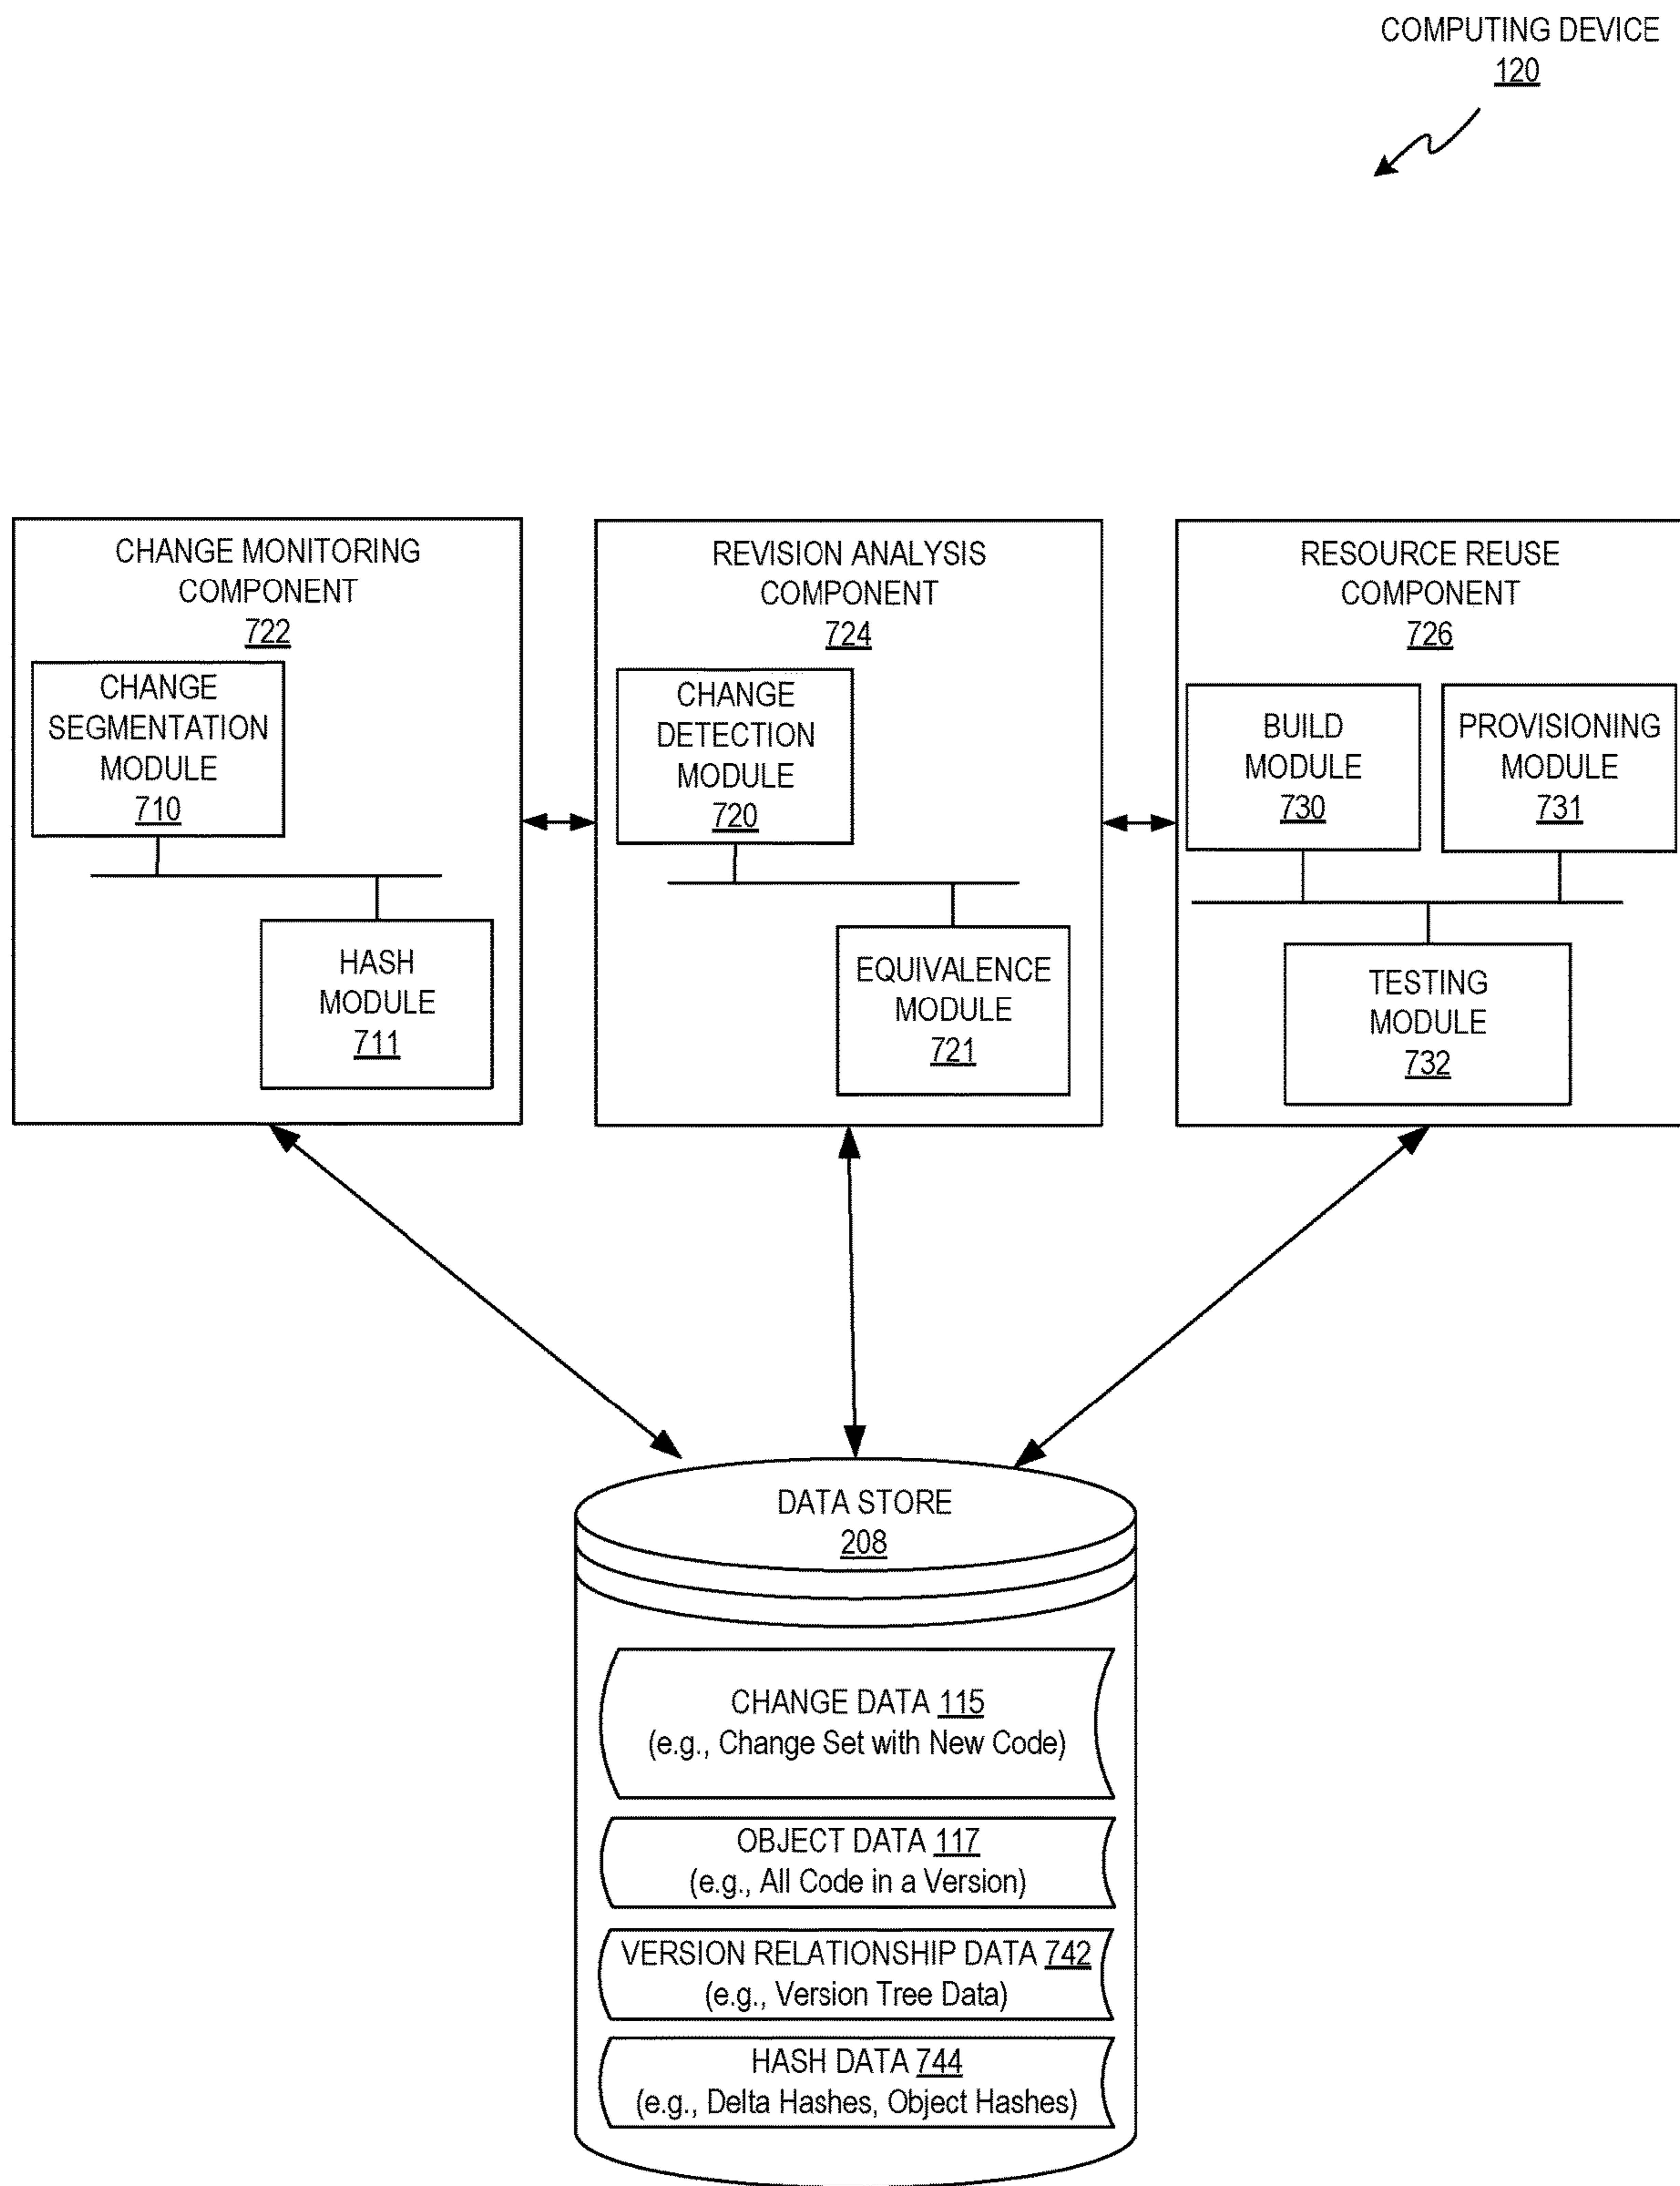 COMPUTING DEVICE
120
CHANGE MONITORING
COMPONENT
722
CHANGE
SEGMENTATION
MODULE
710
HASH
MODULE
711
REVISION ANALYSIS
COMPONENT
724
CHANGE
DETECTION
MODULE
720
EQUIVALENCE
MODULE
721
RESOURCE REUSE
COMPONENT
726
BUILD
MODULE
730
PROVISIONING
MODULE
731
TESTING
MODULE
732
DATA STORE
208
CHANGE DATA 115
(e.g., Change Set with New Code)
OBJECT DATA 117
(e.g., All Code in a Version)
VERSION RELATIONSHIP DATA 742
(e.g., Version Tree Data)
HASH DATA 744
(e.g., Delta Hashes, Object Hashes)